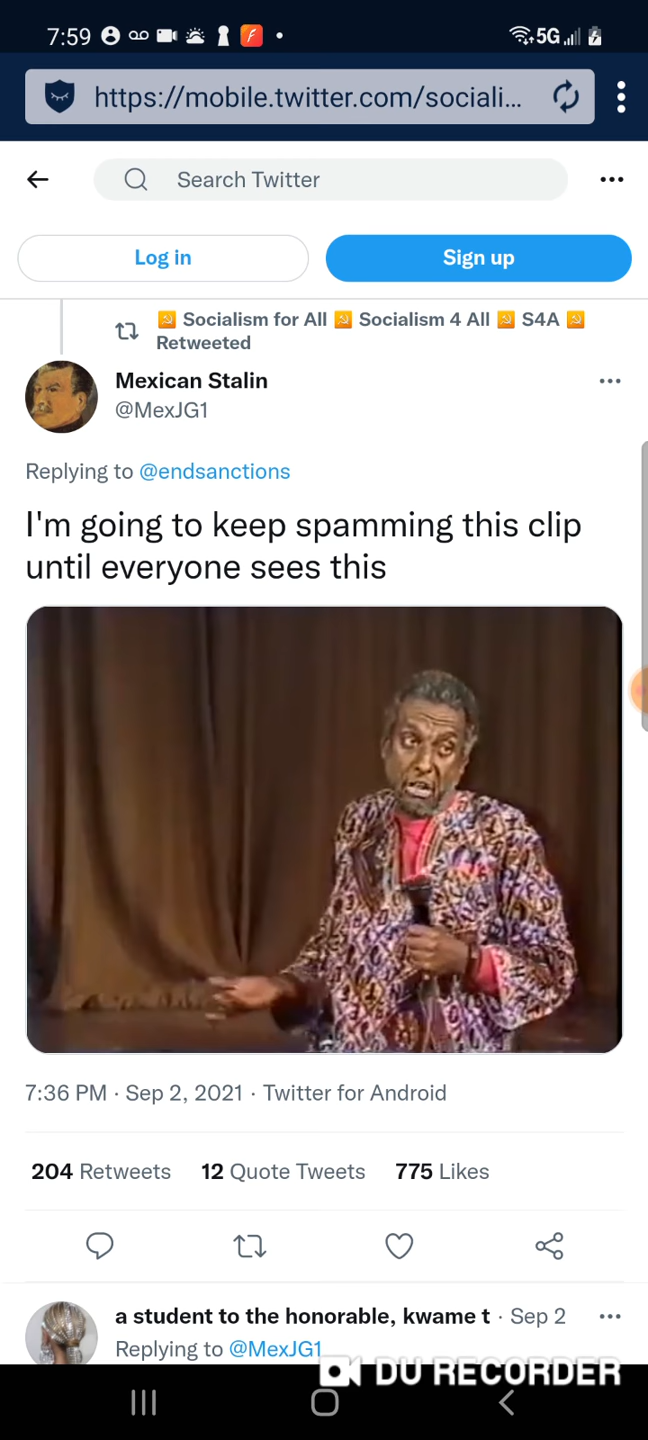 7:59 5G
https://mobile.twitter.com/sociali...
Search Twitter
Log in Sign up
Socialism for All Socialism 4 All S4A
Retweeted
Mexican Stalin
@MexJG1
Replying to @endsanctions
I'm going to keep spamming this clip
until everyone sees this
7:36 PM · Sep 2, 2021 · Twitter for Android
204 Retweets 12 Quote Tweets 775 Likes
a student to the honorable, kwame t · Sep 2
Replying to @MexJG1
DU RECORDER